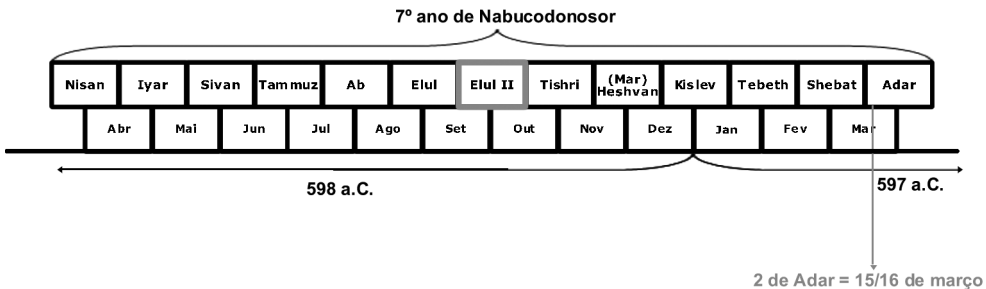 7º ano de Nabucodonosor
Nisan Iyar Sivan Tammuz Ab Elul Elul II Tishri (Mar) Heshvan Kislev Tebeth Shebat Adar
Abr Mai Jun Jul Ago Set Out Nov Dez Jan Fev Mar
598 a.C. 597 a.C.
2 de Adar = 15/16 de março